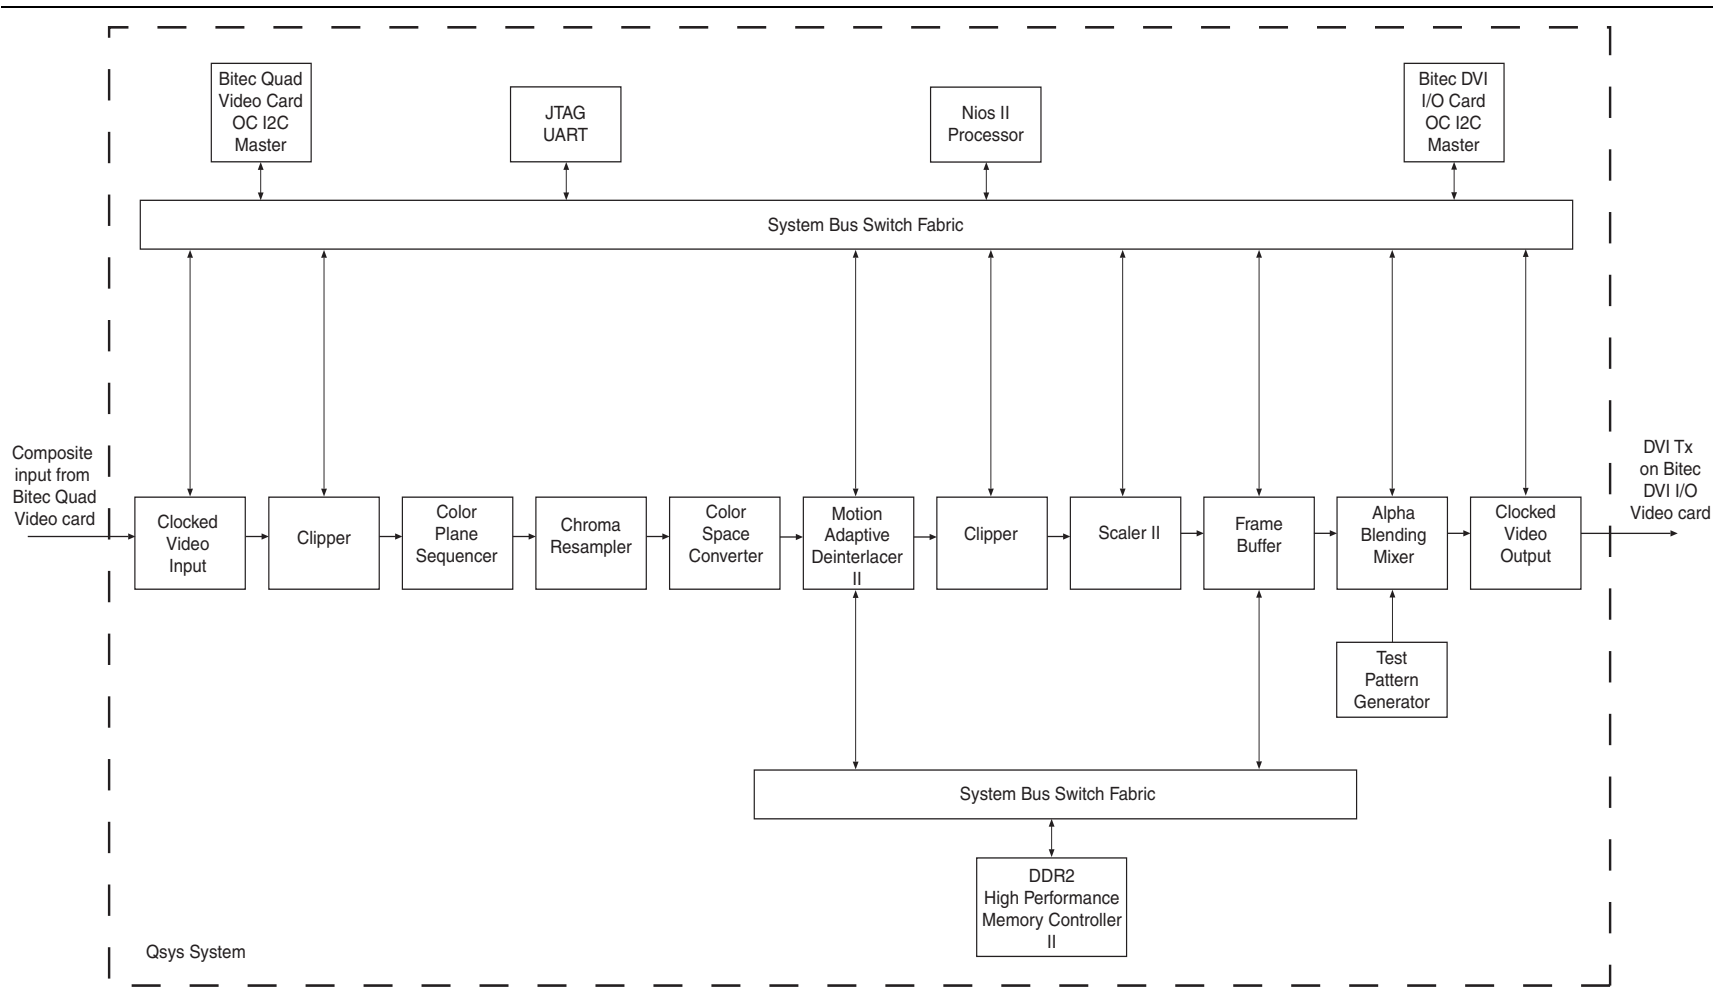 Bitec Quad
Video Card
OC I2C
Master
JTAG
UART
Nios II
Processor
Bitec DVI
I/O Card
OC I2C
Master
System Bus Switch Fabric
Composite
input from
Bitec Quad
Video card
Clocked
Video
Input
Clipper
Color
Plane
Sequencer
Chroma
Resampler
Color
Space
Converter
Motion
Adaptive
Deinterlacer
II
Clipper
Scaler II
Frame
Buffer
Alpha
Blending
Mixer
Clocked
Video
Output
DVI Tx
on Bitec
DVI I/O
Video card
Test
Pattern
Generator
System Bus Switch Fabric
DDR2
High Performance
Memory Controller
II
Qsys System